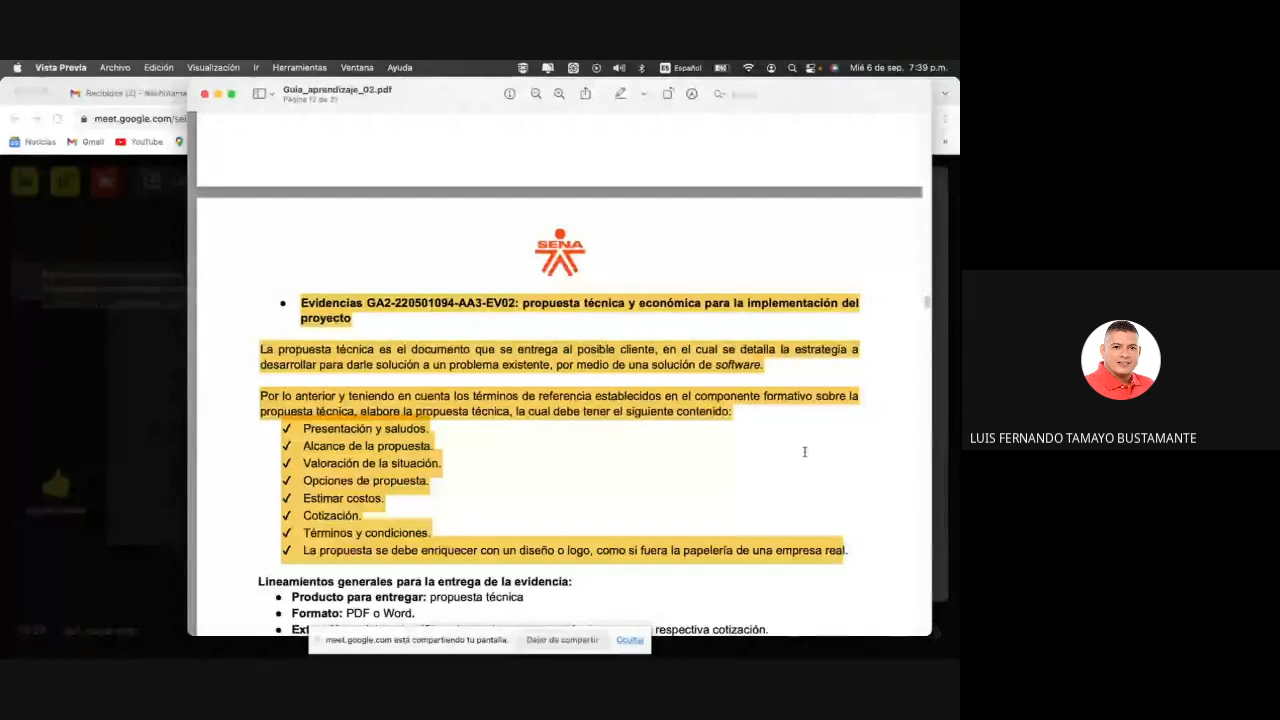 Vista Previa Archivo Edición Visualización Ir Herramientas Ventana Ayuda Español Mié 6 de sep. 7:39 p.m.
Guia_aprendizaje_02.pdf
Página 12 de 21
meet.google.com/
Noticias Gmail YouTube
SENA
• Evidencias GA2-220501094-AA3-EV02: propuesta técnica y económica para la implementación del
proyecto
La propuesta técnica es el documento que se entrega al posible cliente, en el cual se detalla la estrategia a
desarrollar para darle solución a un problema existente, por medio de una solución de software.
Por lo anterior y teniendo en cuenta los términos de referencia establecidos en el componente formativo sobre la
propuesta técnica, elabore la propuesta técnica, la cual debe tener el siguiente contenido:
✓ Presentación y saludos.
✓ Alcance de la propuesta.
✓ Valoración de la situación.
✓ Opciones de propuesta.
✓ Estimar costos.
✓ Cotización.
✓ Términos y condiciones.
✓ La propuesta se debe enriquecer con un diseño o logo, como si fuera la papelería de una empresa real.
Lineamientos generales para la entrega de la evidencia:
• Producto para entregar: propuesta técnica
• Formato: PDF o Word.
respectiva cotización.
meet.google.com está compartiendo tu pantalla. Dejar de compartir Ocultar
LUIS FERNANDO TAMAYO BUSTAMANTE